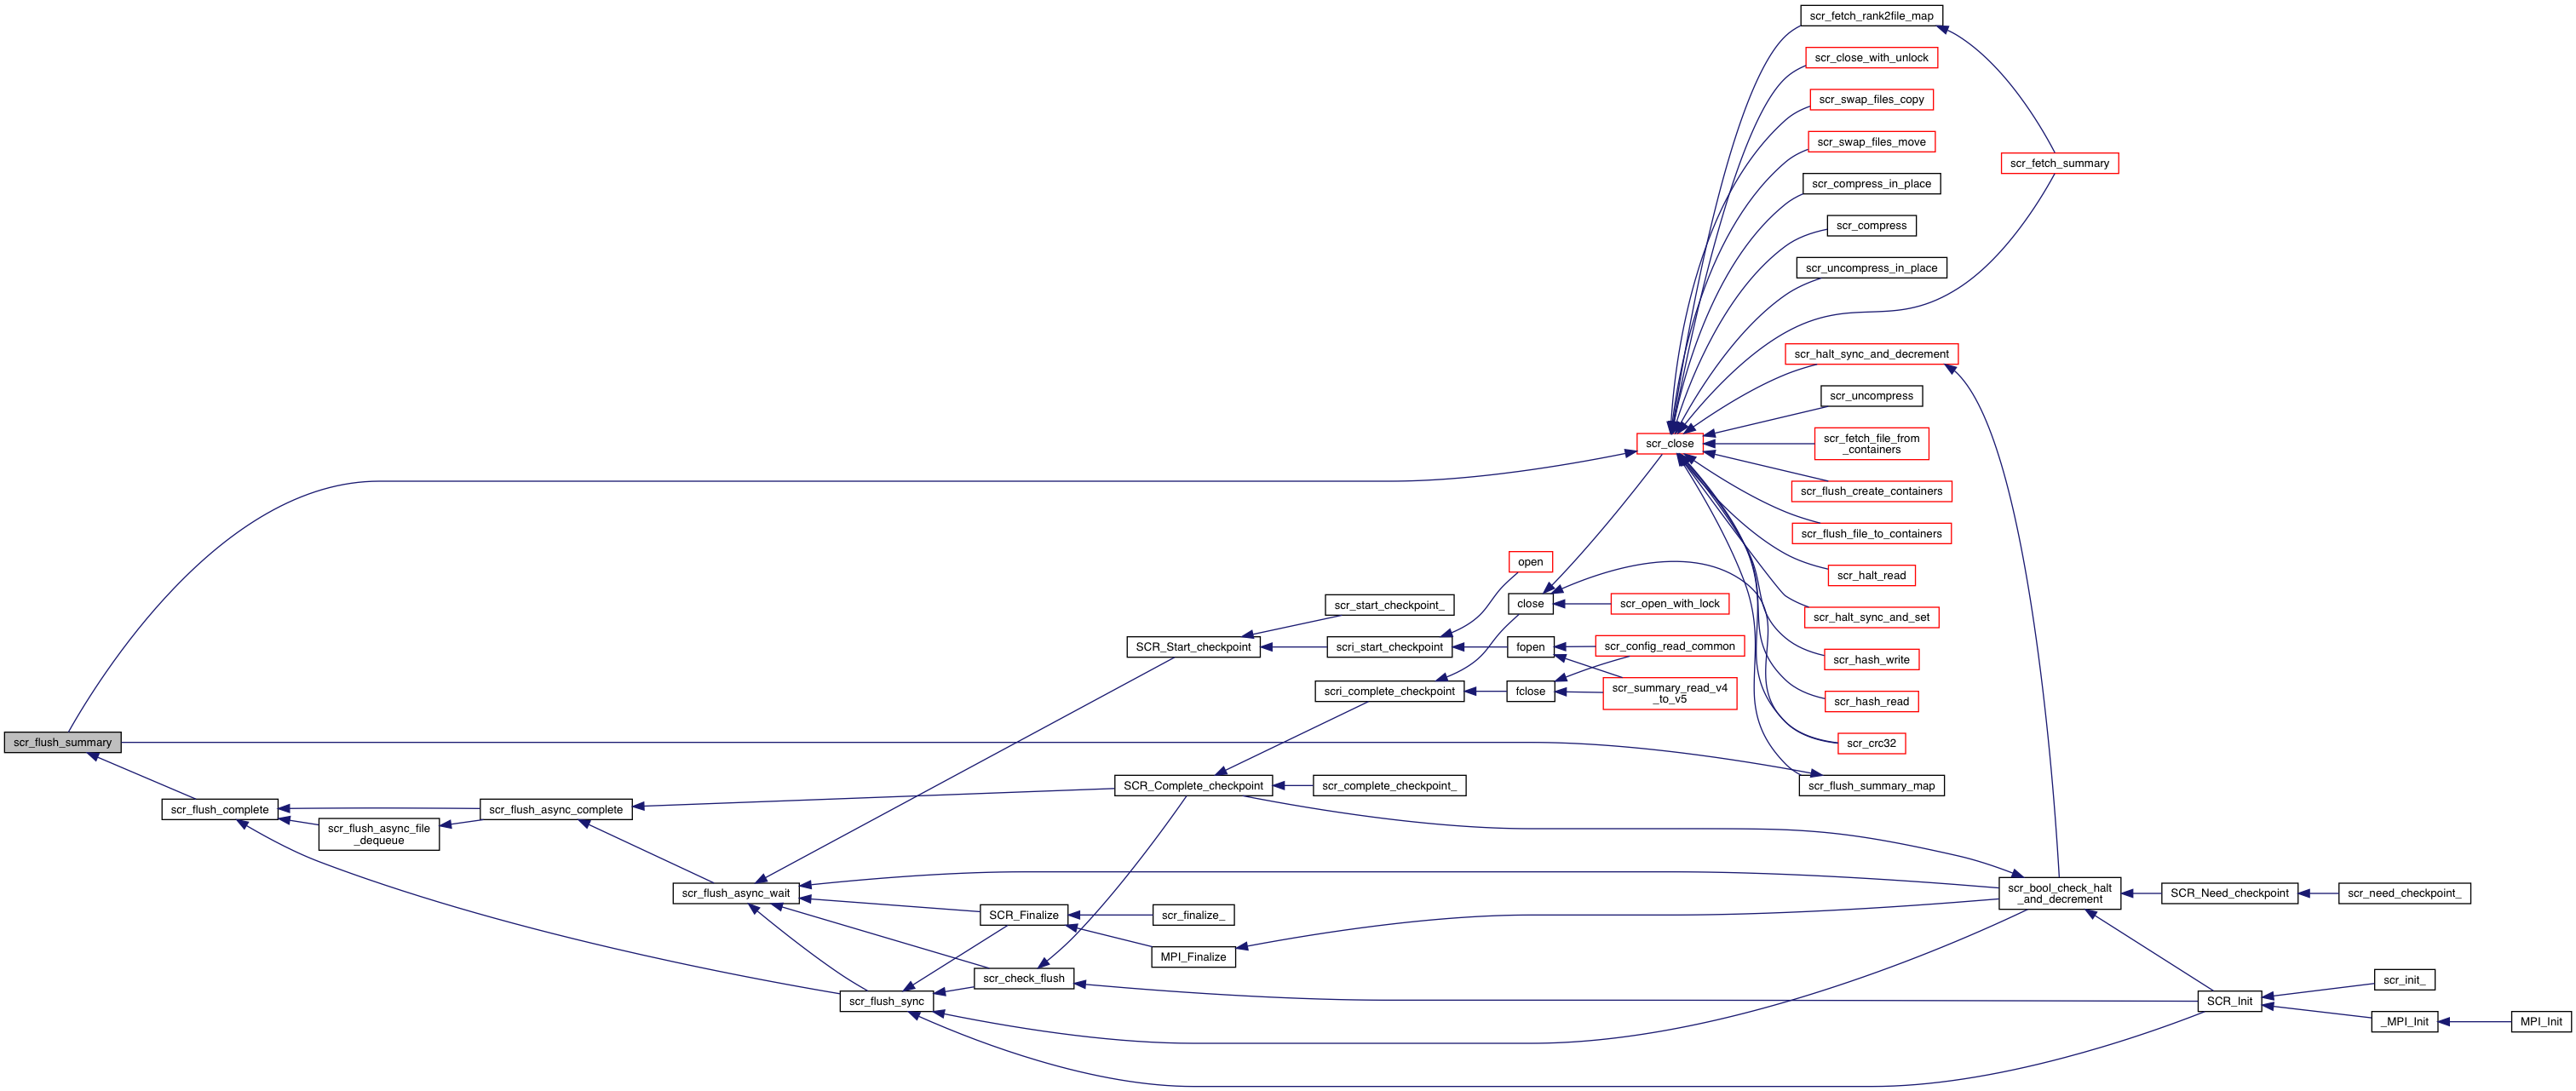 scr_fetch_rank2file_map
scr_close_with_unlock
scr_swap_files_copy
scr_swap_files_move
scr_fetch_summary
scr_compress_in_place
scr_compress
scr_uncompress_in_place
scr_halt_sync_and_decrement
scr_uncompress
scr_close
scr_fetch_file_from
_containers
scr_flush_create_containers
scr_flush_file_to_containers
open
scr_halt_read
scr_start_checkpoint_
close
scr_open_with_lock
scr_halt_sync_and_set
SCR_Start_checkpoint
scri_start_checkpoint
fopen
scr_config_read_common
scr_hash_write
scri_complete_checkpoint
fclose
scr_summary_read_v4
_to_v5
scr_hash_read
scr_flush_summary
scr_crc32
SCR_Complete_checkpoint
scr_complete_checkpoint_
scr_flush_summary_map
scr_flush_complete
scr_flush_async_complete
scr_flush_async_file
_dequeue
scr_flush_async_wait
scr_bool_check_halt
_and_decrement
SCR_Need_checkpoint
scr_need_checkpoint_
SCR_Finalize
scr_finalize_
MPI_Finalize
scr_check_flush
scr_init_
scr_flush_sync
SCR_Init
_MPI_Init
MPI_Init